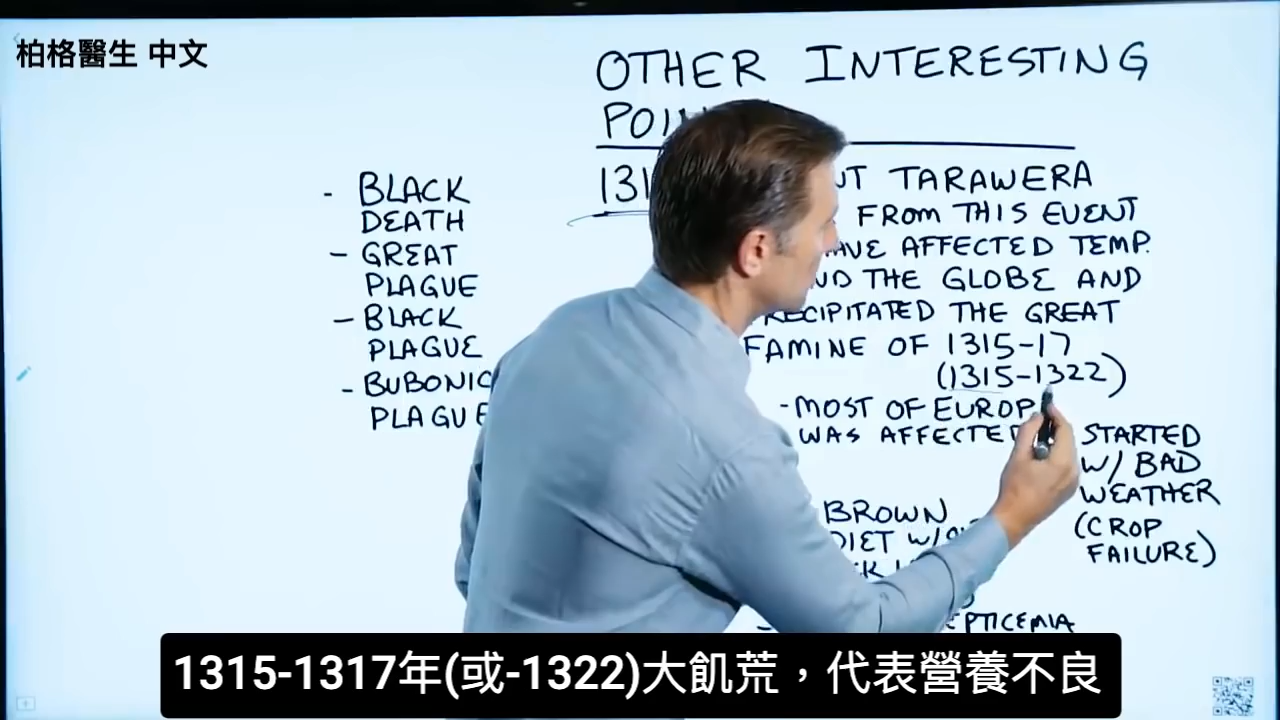 柏格醫生 中文
OTHER INTERESTING
- BLACK
DEATH
- GREAT
PLAGUE
- BLACK
PLAGUE
- BUBONIC
PLAGUE
TARAWERA
FROM THIS EVENT
AFFECTED TEMP.
THE GLOBE AND
THE GREAT
FAMINE OF 1315-17
(1315-1322)
- MOST OF
WAS
STARTED
W/ BAD
WEATHER
(CROP
FAILURE)
BROWN
1315-1317年(或-1322)大飢荒，代表營養不良